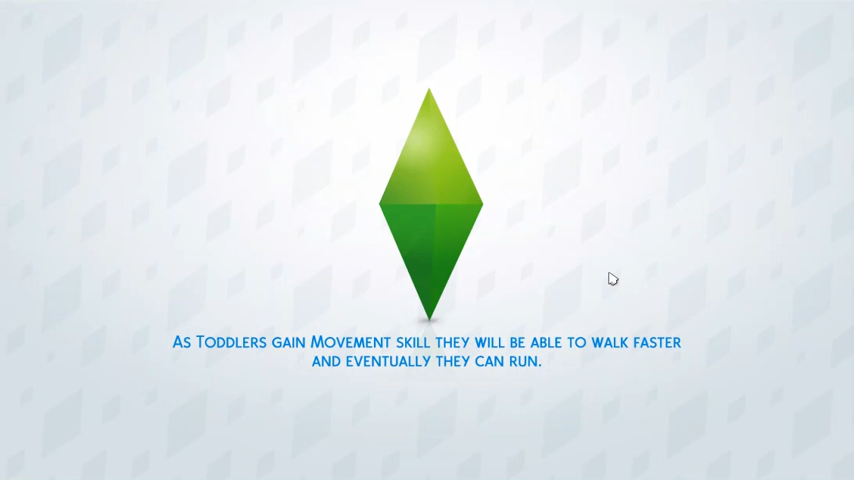 As Toddlers gain Movement skill they will be able to walk faster
and eventually they can run.